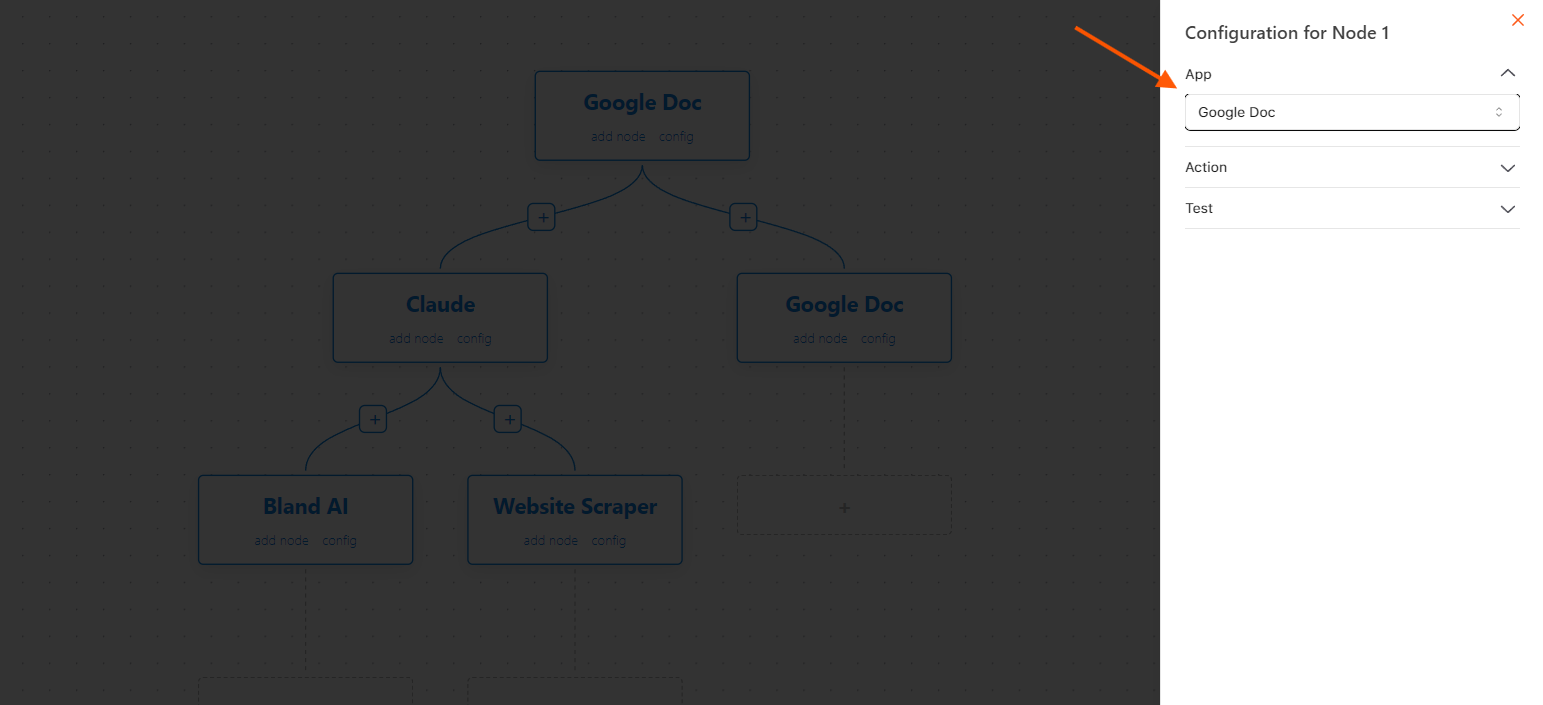 Configuration for Node 1
App
Google Doc
Action
Test
Google Doc
add node config
+ +
Claude
add node config
Google Doc
add node config
+ +
Bland AI
add node config
Website Scraper
add node config
+